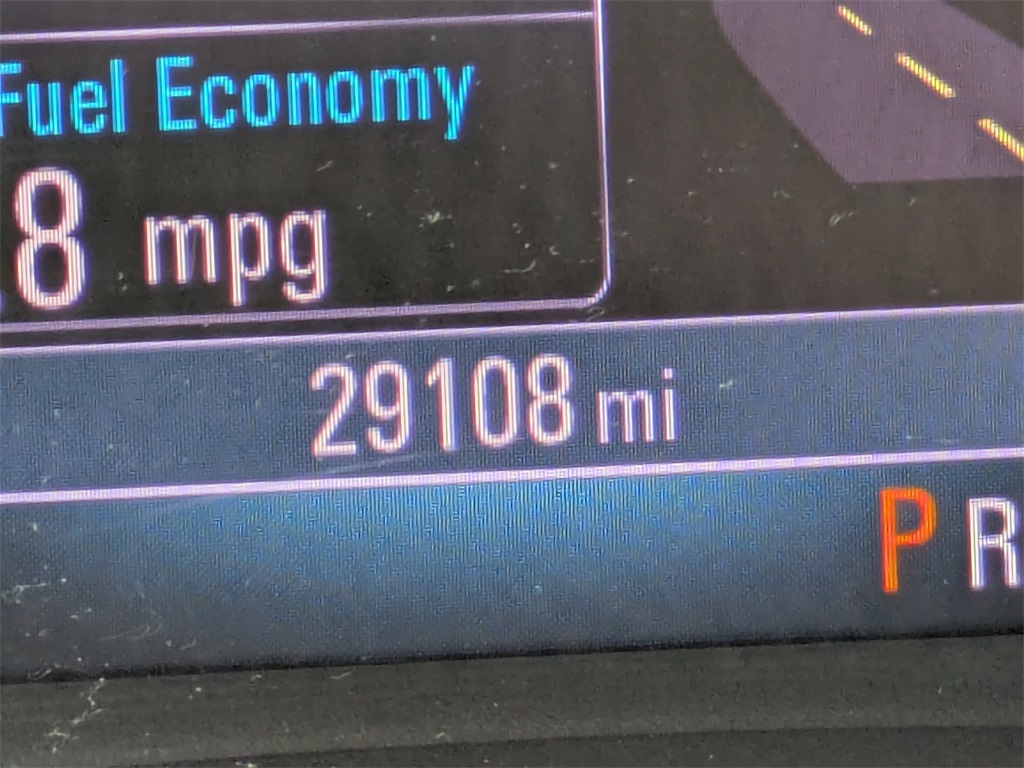 Fuel Economy
.8 mpg
29108 mi
P R